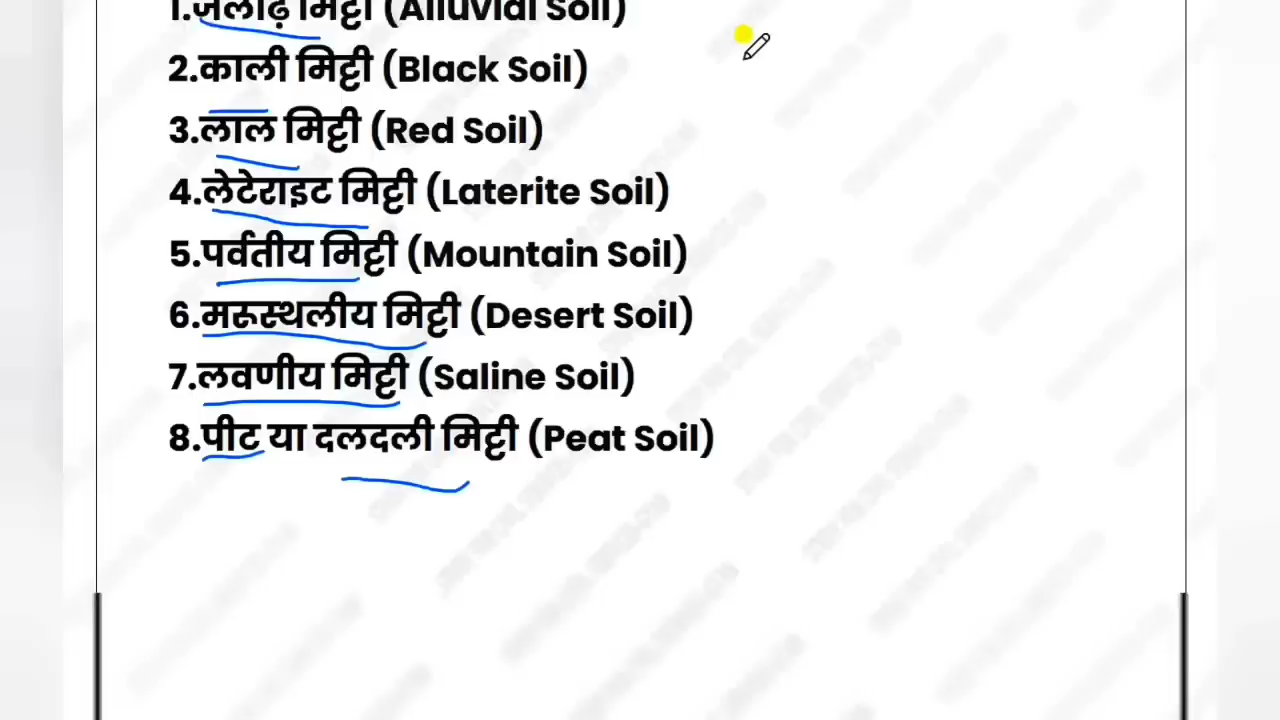 1.जलोढ़ मिट्टी (Alluvial Soil)
2.काली मिट्टी (Black Soil)
3.लाल मिट्टी (Red Soil)
4.लेटेराइट मिट्टी (Laterite Soil)
5.पर्वतीय मिट्टी (Mountain Soil)
6.मरूस्थलीय मिट्टी (Desert Soil)
7.लवणीय मिट्टी (Saline Soil)
8.पीट या दलदली मिट्टी (Peat Soil)